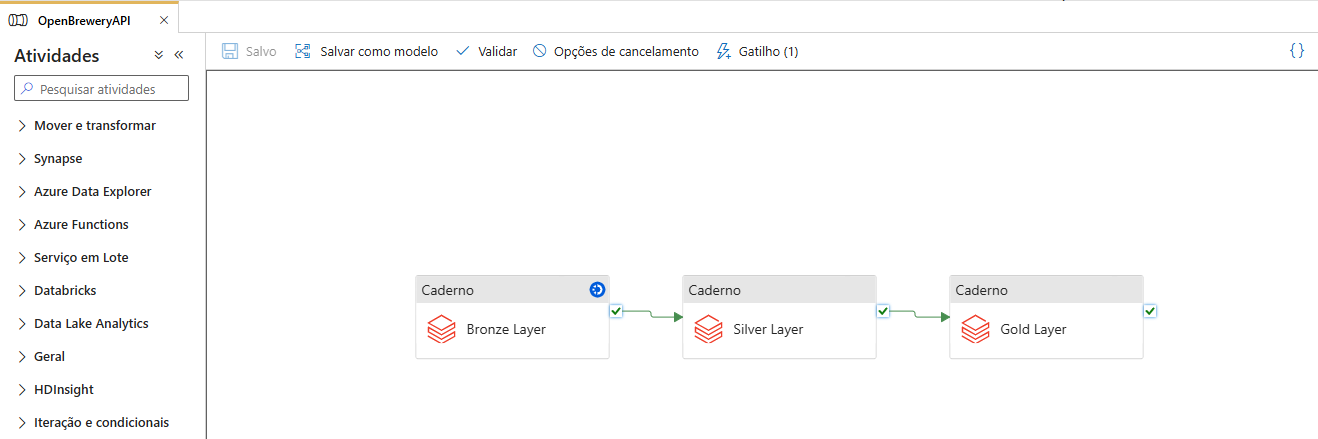 OpenBreweryAPI
Atividades
Salvo
Salvar como modelo
Validar
Opções de cancelamento
Gatilho (1)
{}
Pesquisar atividades
Mover e transformar
Synapse
Azure Data Explorer
Azure Functions
Serviço em Lote
Databricks
Data Lake Analytics
Geral
HDInsight
Iteração e condicionais
Caderno
Bronze Layer
Caderno
Silver Layer
Caderno
Gold Layer